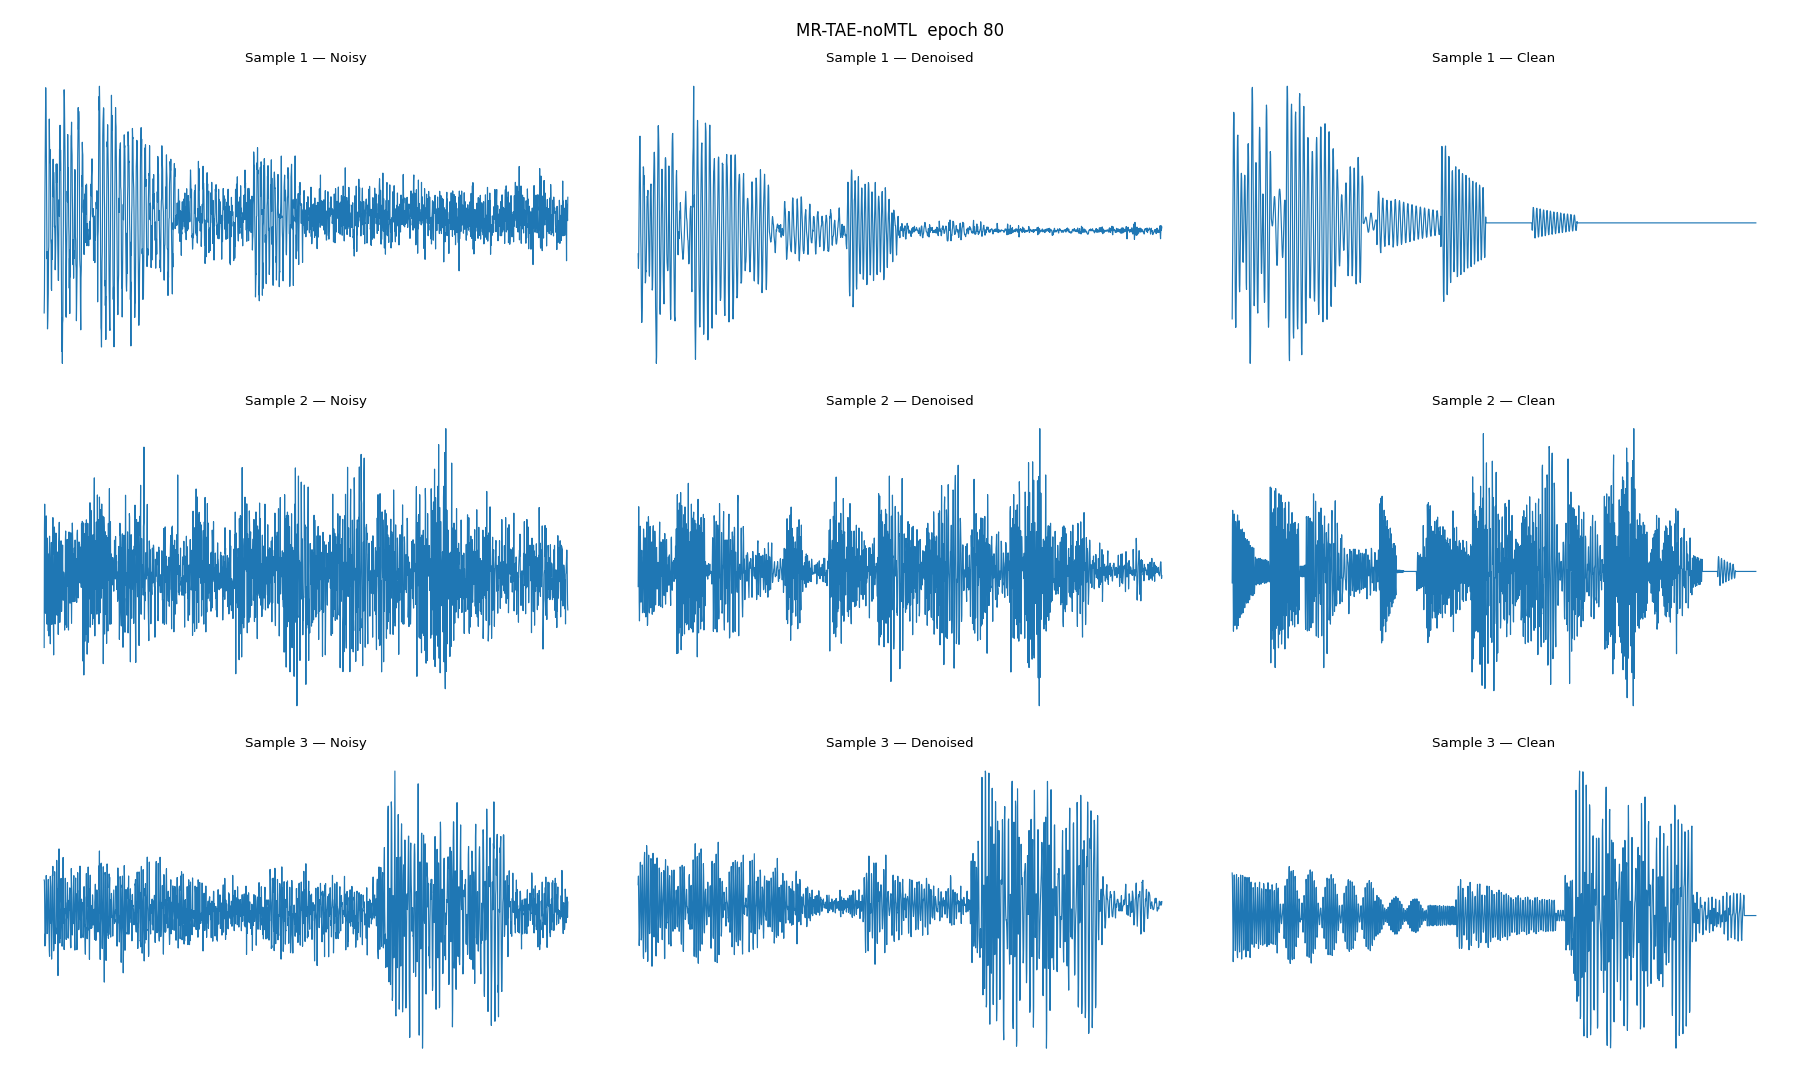 MR-TAE-noMTL  epoch 80
Sample 1 — Noisy
Sample 1 — Denoised
Sample 1 — Clean
Sample 2 — Noisy
Sample 2 — Denoised
Sample 2 — Clean
Sample 3 — Noisy
Sample 3 — Denoised
Sample 3 — Clean